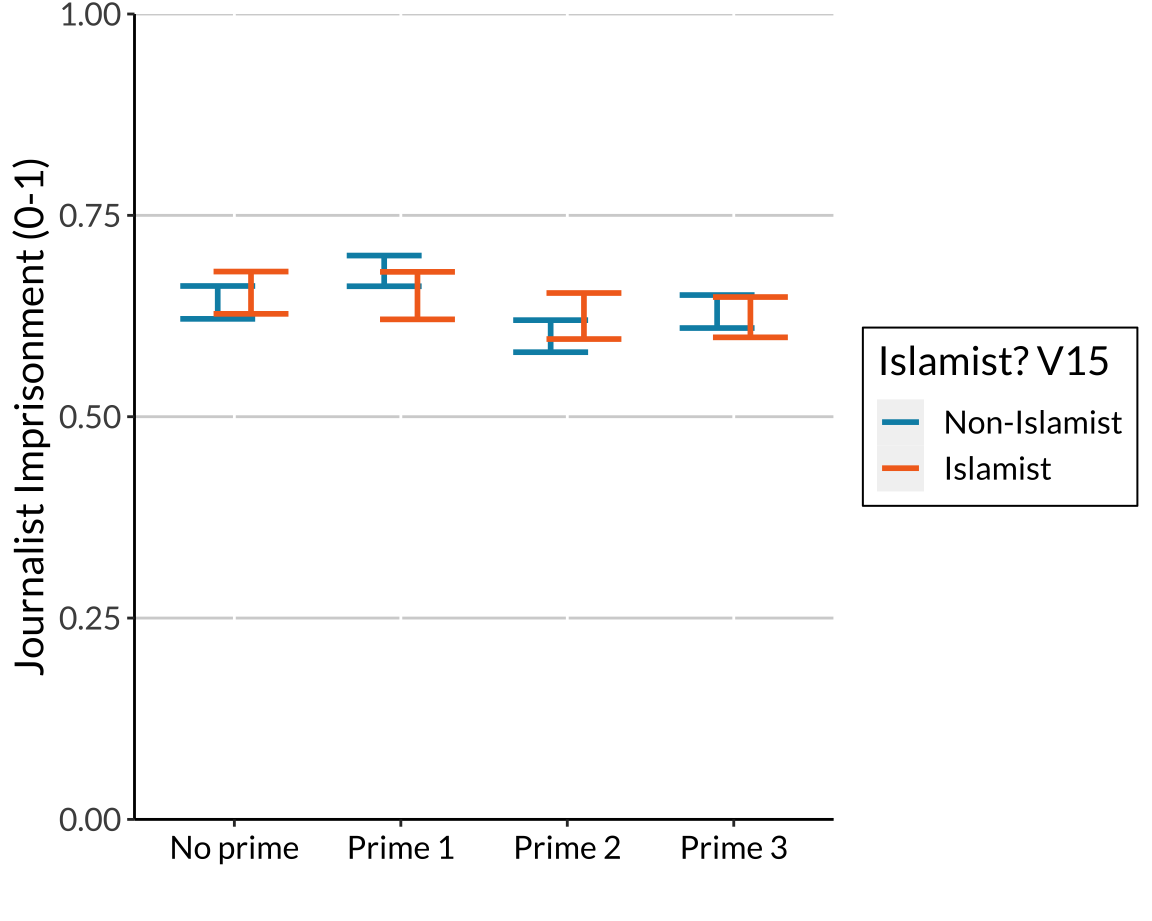 Journalist Imprisonment (0-1)
1.00
0.75
0.50
0.25
0.00
No prime
Prime 1
Prime 2
Prime 3
Islamist? V15
Non-Islamist
Islamist